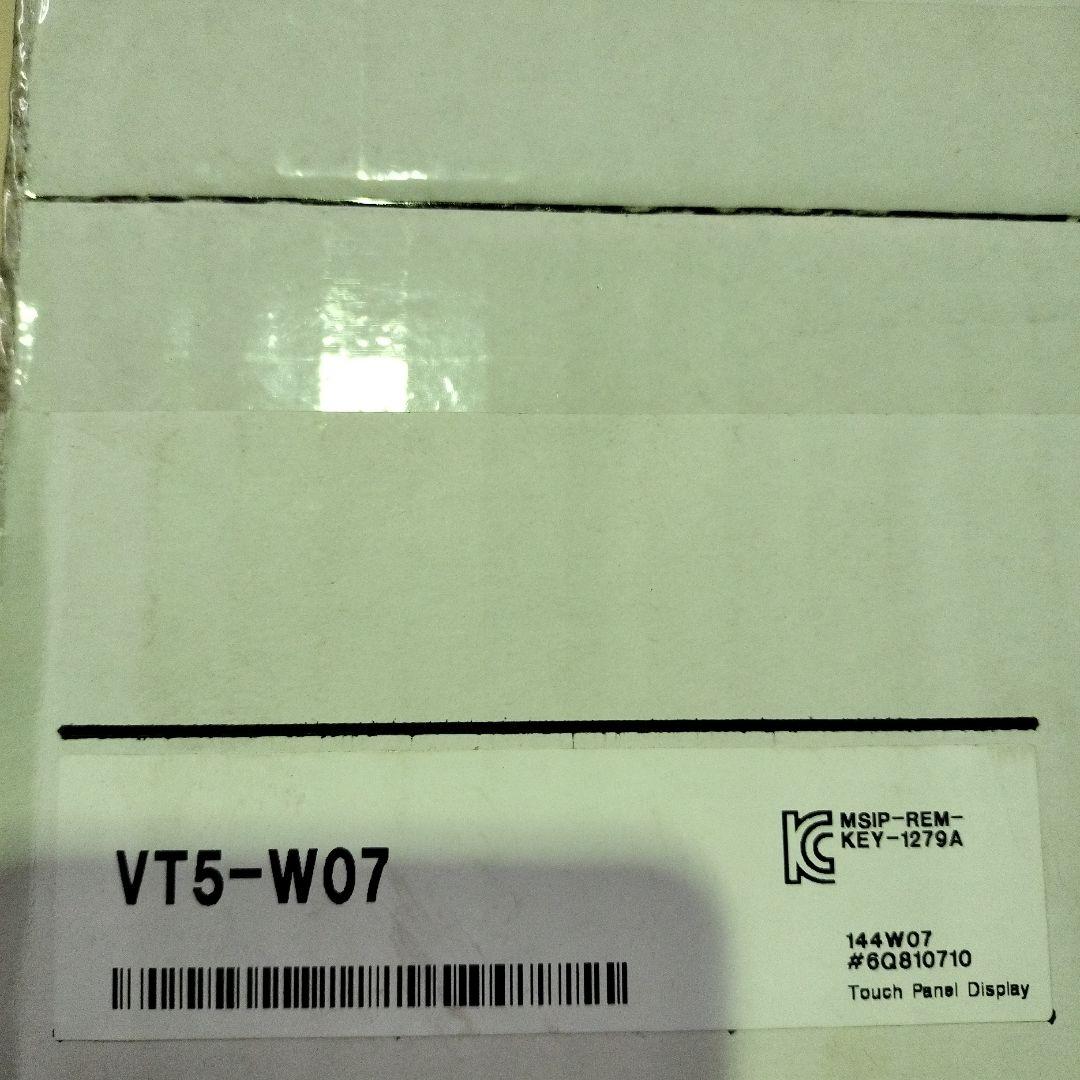 VT5-W07
MSIP-REM-
KEY-1279A
144W07
#6Q810710
Touch Panel Display